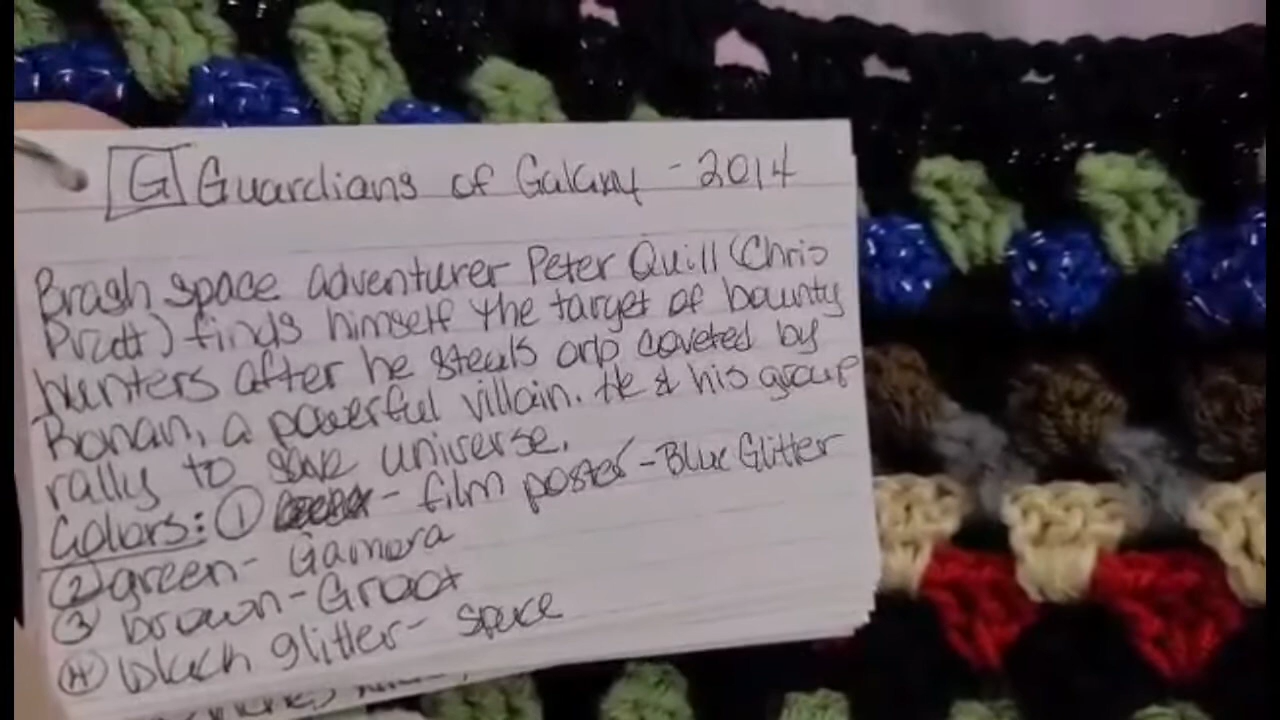 G Guardians of Galaxy - 2014
Brash space adventurer Peter Quill (Chris
Pratt) finds himself the target of bounty
hunters after he steals orb coveted by
Ronan, a powerful villain. He & his group
rally to save universe.
Colors: ① - film poster - Blue Glitter
② green - Gamora
③ brown - Groot
④ black glitter - space